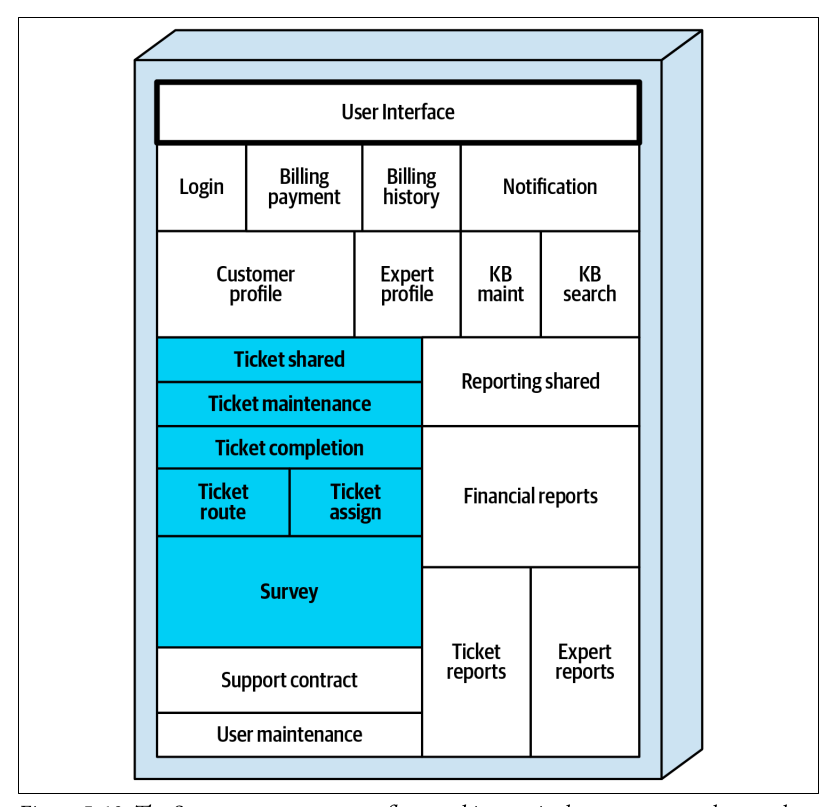 User Interface
Login
Billing
payment
Billing
history
Notification
Customer
profile
Expert
profile
KB
maint
KB
search
Ticket shared
Ticket maintenance
Ticket completion
Ticket
route
Ticket
assign
Survey
Support contract
User maintenance
Reporting shared
Financial reports
Ticket
reports
Expert
reports